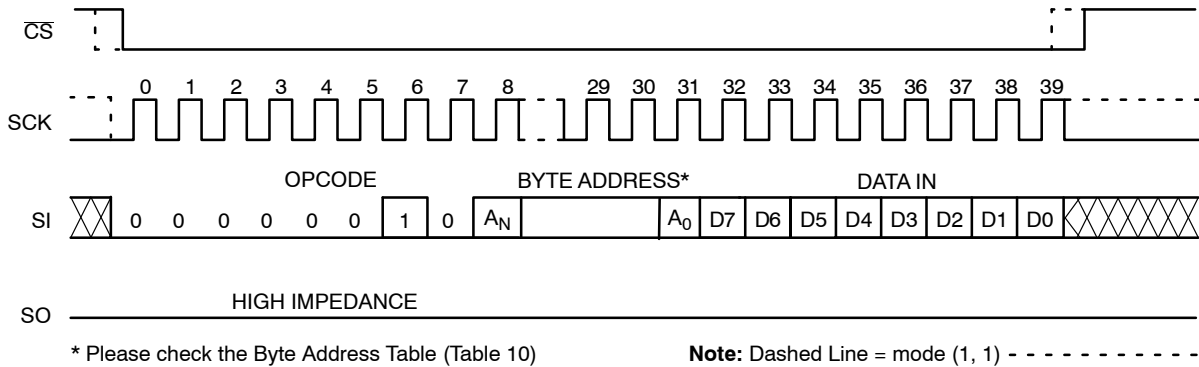 CS
0 1 2 3 4 5 6 7 8 29 30 31 32 33 34 35 36 37 38 39
SCK
OPCODE BYTE ADDRESS* DATA IN
SI 0 0 0 0 0 0 1 0 AN A0 D7 D6 D5 D4 D3 D2 D1 D0
HIGH IMPEDANCE
SO
* Please check the Byte Address Table (Table 10) Note: Dashed Line = mode (1, 1)